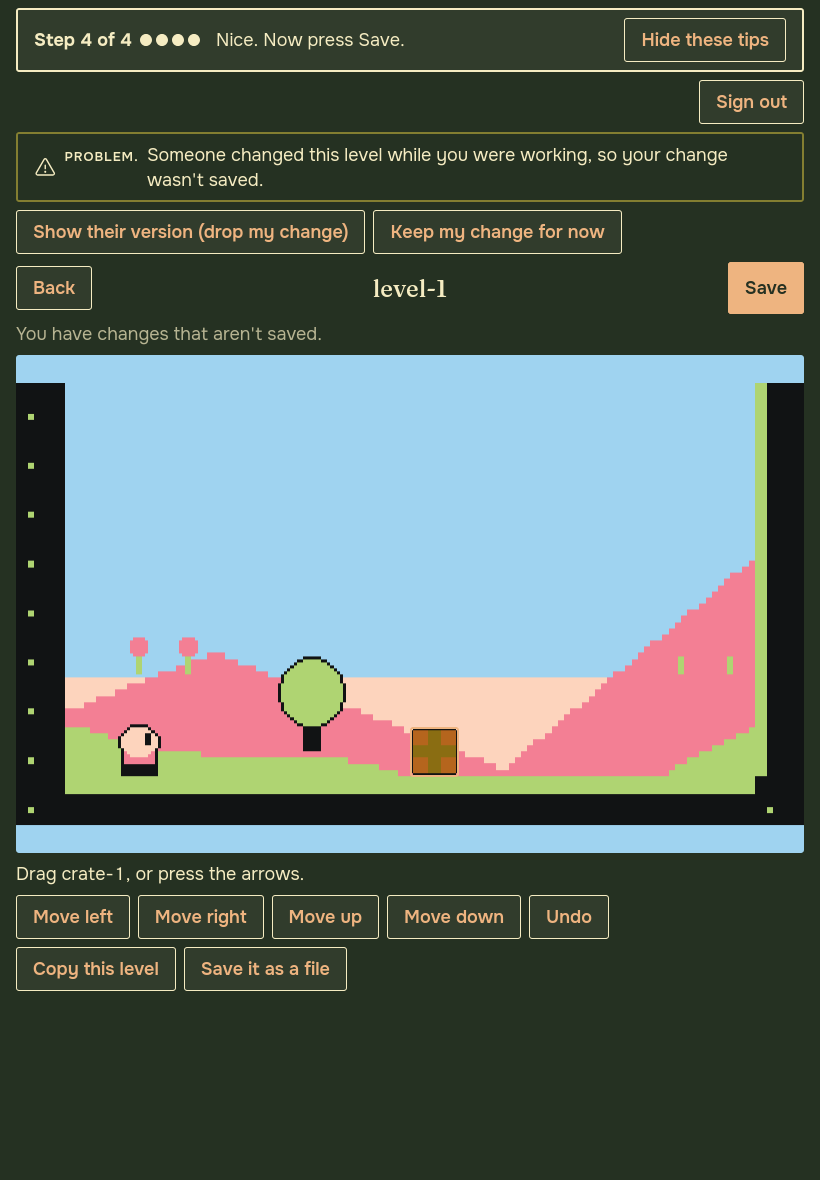 Step 4 of 4 Nice. Now press Save. Hide these tips
Sign out
PROBLEM. Someone changed this level while you were working, so your change
wasn't saved.
Show their version (drop my change) Keep my change for now
Back level-1 Save
You have changes that aren't saved.
Drag crate-1, or press the arrows.
Move left Move right Move up Move down Undo
Copy this level Save it as a file